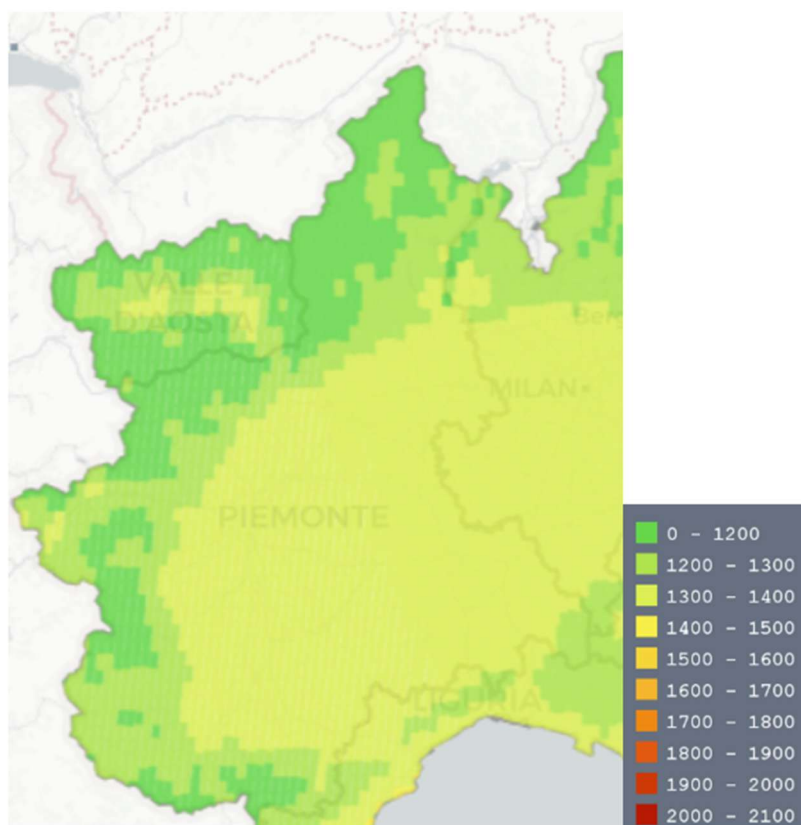 VALLE
D'AOSTA
Berg
MILAN
PIEMONTE
LIGURIA
0 - 1200
1200 - 1300
1300 - 1400
1400 - 1500
1500 - 1600
1600 - 1700
1700 - 1800
1800 - 1900
1900 - 2000
2000 - 2100